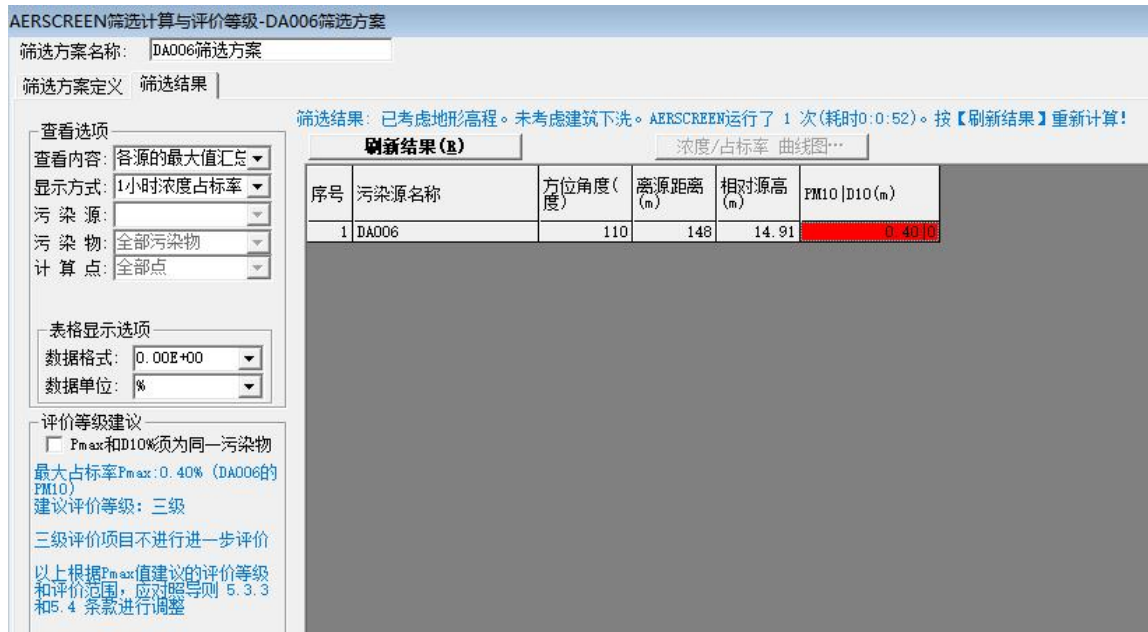 AERSCREEN筛选计算与评价等级-DA006筛选方案
筛选方案名称: DA006筛选方案
筛选方案定义 筛选结果
筛选结果: 已考虑地形高程。未考虑建筑下洗。AERSCREEN运行了 1 次(耗时0:0:52)。按【刷新结果】重新计算!
查看选项
查看内容: 各源的最大值汇总
显示方式: 1小时浓度占标率
污 染 源:
污 染 物: 全部污染物
计 算 点: 全部点
表格显示选项
数据格式: 0.00E+00
数据单位: %
评价等级建议
Pmax和D10%须为同一污染物
最大占标率Pmax:0.40% (DA006的
PM10)
建议评价等级: 三级
三级评价项目不进行进一步评价
以上根据Pmax值建议的评价等级
和评价范围,应对照导则 5.3.3
和5.4 条款进行调整
刷新结果(R) 浓度/占标率 曲线图…
序号 污染源名称 方位角度(度) 离源距离(m) 相对源高(m) PM10|D10(m)
1 DA006 110 148 14.91 0.40|0